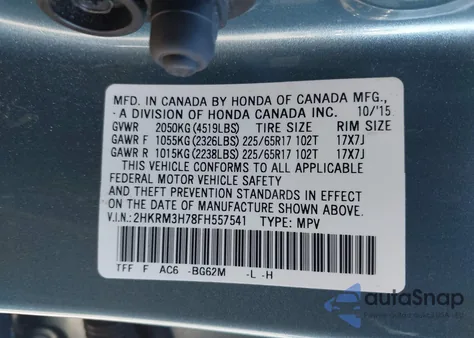 MFD. IN CANADA BY HONDA OF CANADA MFG.,
- A DIVISION OF HONDA CANADA INC. 10/'15
GVWR 2050KG (4519LBS) TIRE SIZE RIM SIZE
GAWR F 1055KG (2326LBS) 225/65R17 102T 17X7J
GAWR R 1015KG (2238LBS) 225/65R17 102T 17X7J
THIS VEHICLE CONFORMS TO ALL APPLICABLE
FEDERAL MOTOR VEHICLE SAFETY
AND THEFT PREVENTION STANDARDS IN EFFECT
ON THE DATE OF MANUFACTURE SHOWN ABOVE.
V.I.N.: 2HKRM3H78FH557541 TYPE: MPV
TFF F AC6 -BG62M -L -H
autoSnap